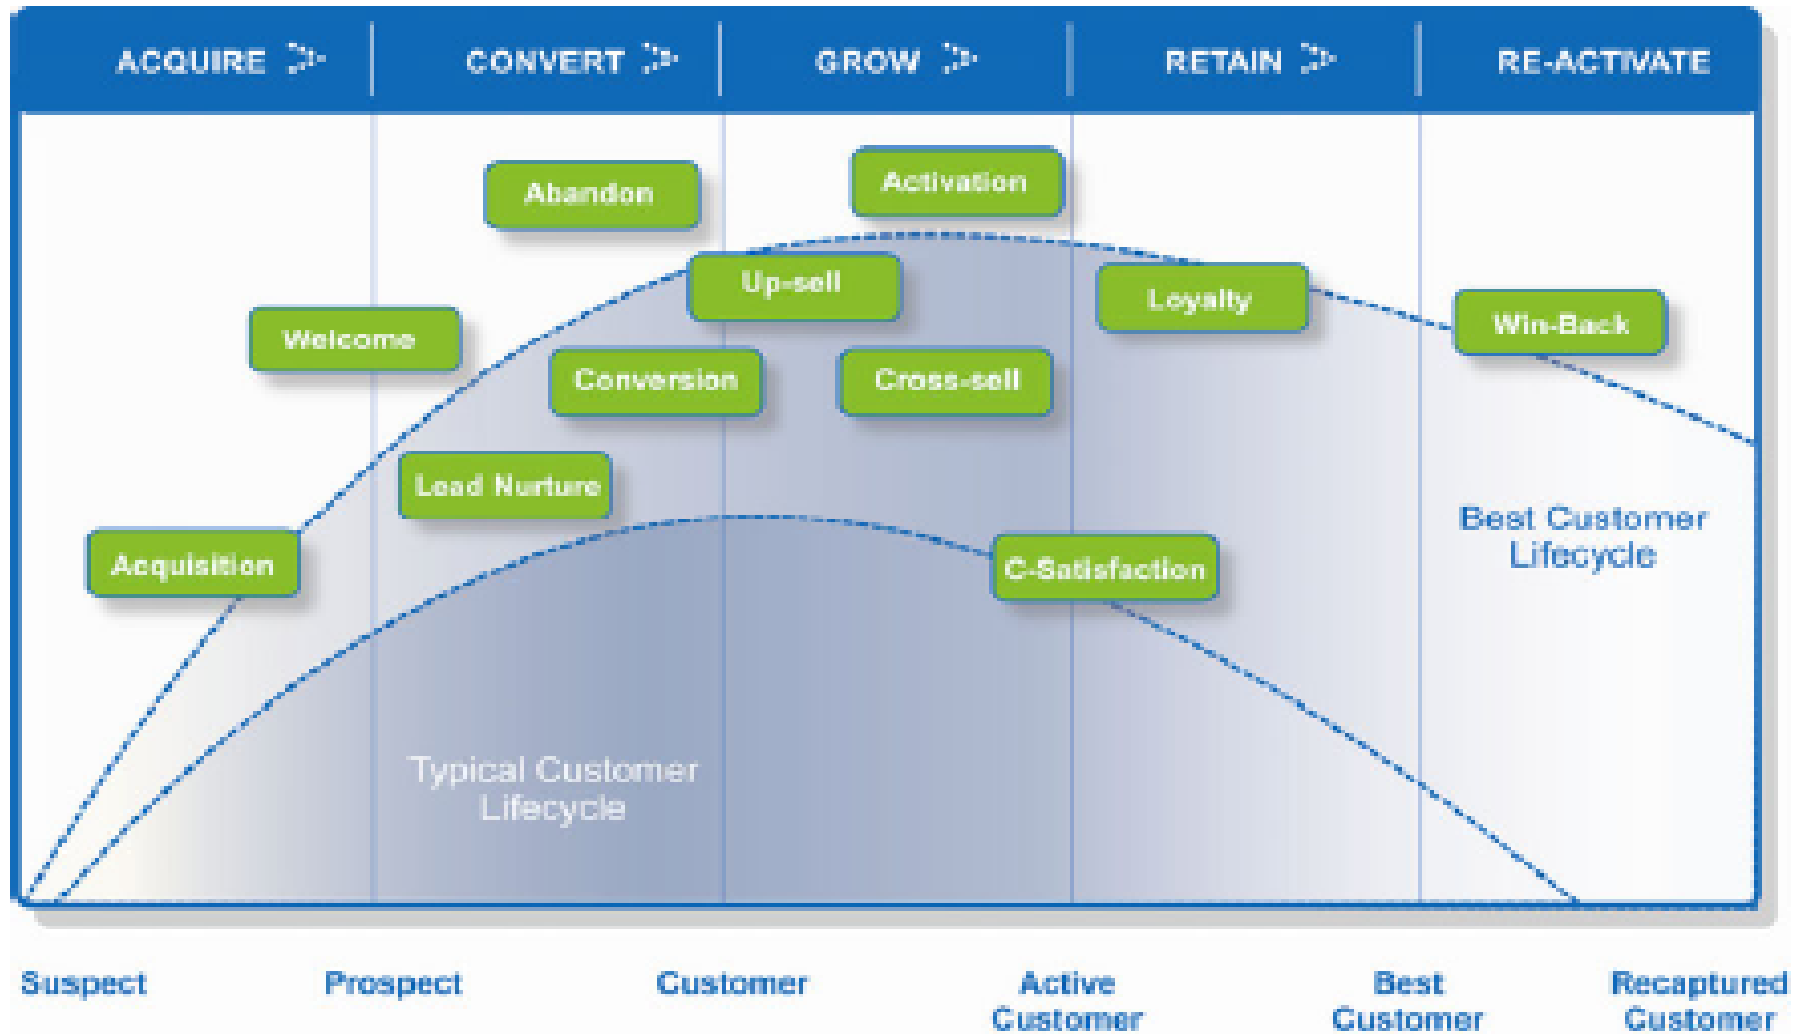 ACQUIRE
CONVERT
GROW
RETAIN
RE-ACTIVATE
Abandon
Activation
Up-sell
Loyalty
Win-Back
Welcome
Conversion
Cross-sell
Lead Nurture
Acquisition
C-Satisfaction
Best Customer
Lifecycle
Typical Customer
Lifecycle
Suspect
Prospect
Customer
Active
Customer
Best
Customer
Recaptured
Customer